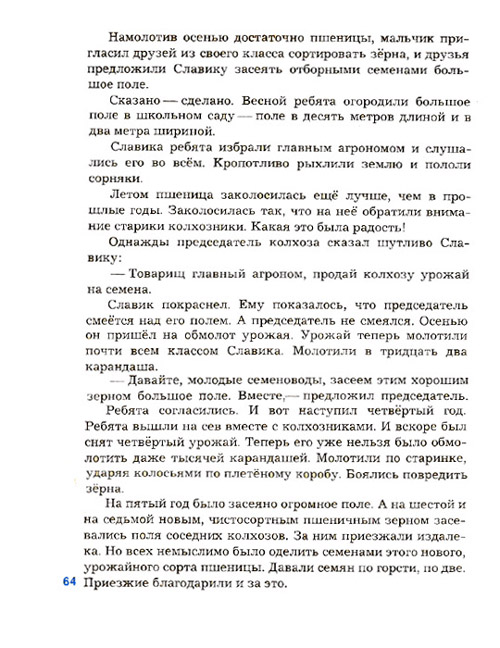 Намолотив осенью достаточно пшеницы, мальчик при-
гласил друзей из своего класса сортировать зёрна, и друзья
предложили Славику засеять отборными семенами боль-
шое поле.
Сказано — сделано. Весной ребята огородили большое
поле в школьном саду — поле в десять метров длиной и в
два метра шириной.
Славика ребята избрали главным агрономом и слуша-
лись его во всём. Кропотливо рыхлили землю и пололи
сорняки.
Летом пшеница заколосилась ещё лучше, чем в про-
шлые годы. Заколосилась так, что на неё обратили внима-
ние старики колхозники. Какая это была радость!
Однажды председатель колхоза сказал шутливо Сла-
вику:
— Товарищ главный агроном, продай колхозу урожай
на семена.
Славик покраснел. Ему показалось, что председатель
смеётся над его полем. А председатель не смеялся. Осенью
он пришёл на обмолот урожая. Урожай теперь молотили
почти всем классом Славика. Молотили в тридцать два
карандаша.
— Давайте, молодые семеноводы, засеем этим хорошим
зерном большое поле. Вместе,— предложил председатель.
Ребята согласились. И вот наступил четвёртый год.
Ребята вышли на сев вместе с колхозниками. И вскоре был
снят четвёртый урожай. Теперь его уже нельзя было обмо-
лотить даже тысячей карандашей. Молотили по старинке,
ударяя колосьями по плетёному коробу. Боялись повредить
зёрна.
На пятый год было засеяно огромное поле. А на шестой и
на седьмой новым, чистосортным пшеничным зерном засе-
вались поля соседних колхозов. За ним приезжали издале-
ка. Но всех немыслимо было оделить семенами этого нового,
урожайного сорта пшеницы. Давали семян по горсти, по две.
64 Приезжие благодарили и за это.